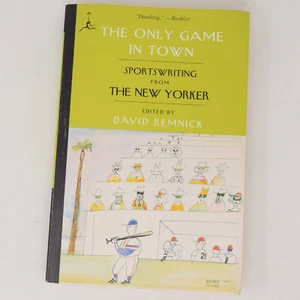 "Dazzling." —Booklist
THE ONLY GAME
IN TOWN
SPORTSWRITING
FROM
THE NEW YORKER
EDITED BY
DAVID REMNICK